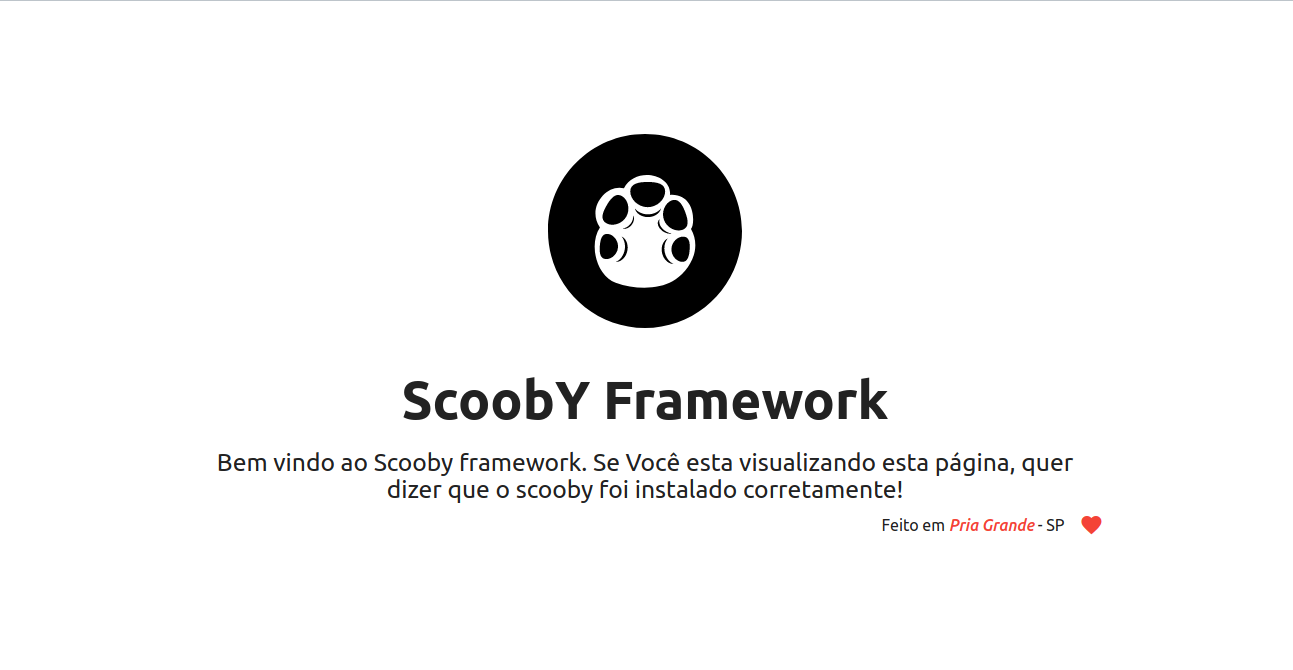 ScoobY Framework
Bem vindo ao Scooby framework. Se Você esta visualizando esta página, quer
dizer que o scooby foi instalado corretamente!
Feito em Pria Grande - SP